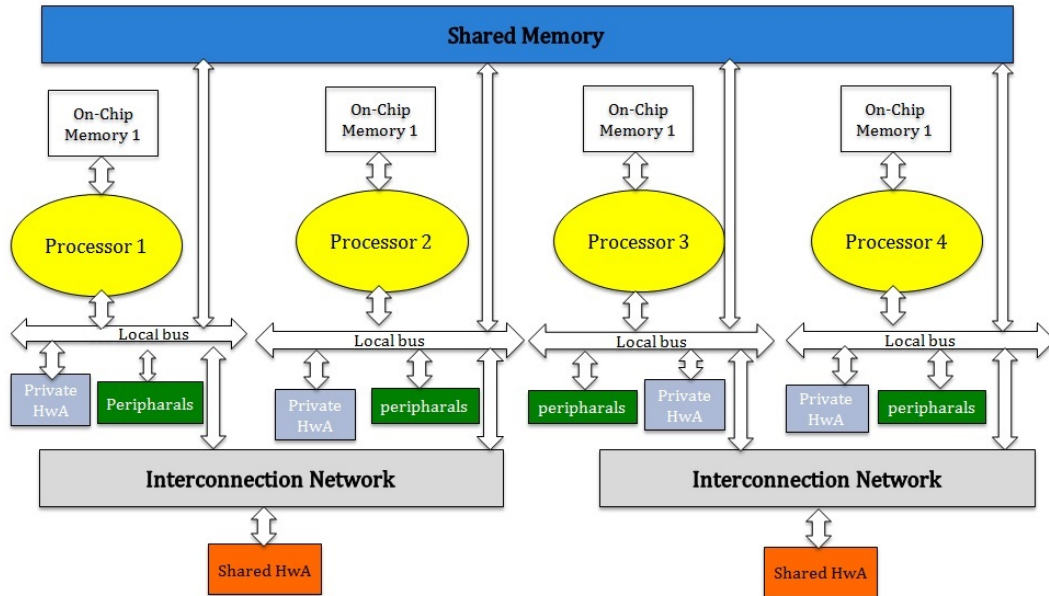 Shared Memory
On-Chip
Memory 1
On-Chip
Memory 1
On-Chip
Memory 1
On-Chip
Memory 1
Processor 1
Processor 2
Processor 3
Processor 4
Local bus
Local bus
Local bus
Local bus
Private
HwA
Peripharals
Private
HwA
peripharals
peripharals
Private
HwA
Private
HwA
peripharals
Interconnection Network
Interconnection Network
Shared HwA
Shared HwA